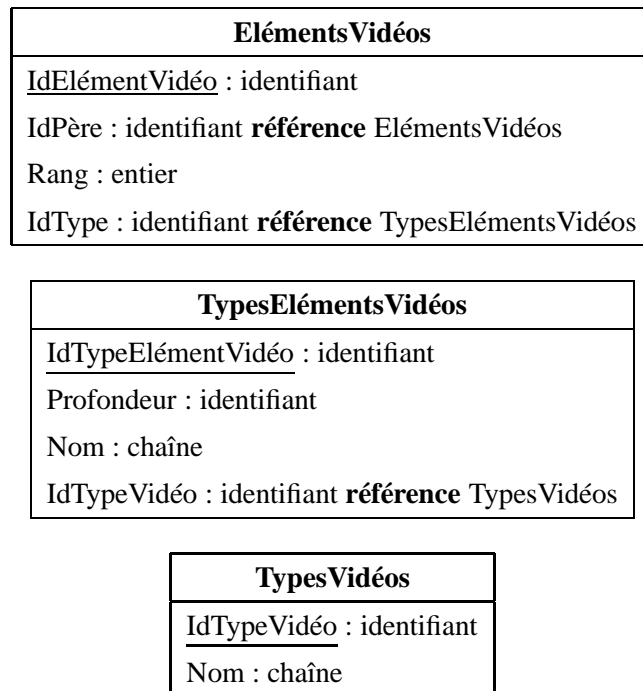 ElémentsVidéos
IdElémentVidéo : identifiant
IdPère : identifiant référence ElémentsVidéos
Rang : entier
IdType : identifiant référence TypesElémentsVidéos
TypesElémentsVidéos
IdTypeElémentVidéo : identifiant
Profondeur : identifiant
Nom : chaîne
IdTypeVidéo : identifiant référence TypesVidéos
TypesVidéos
IdTypeVidéo : identifiant
Nom : chaîne